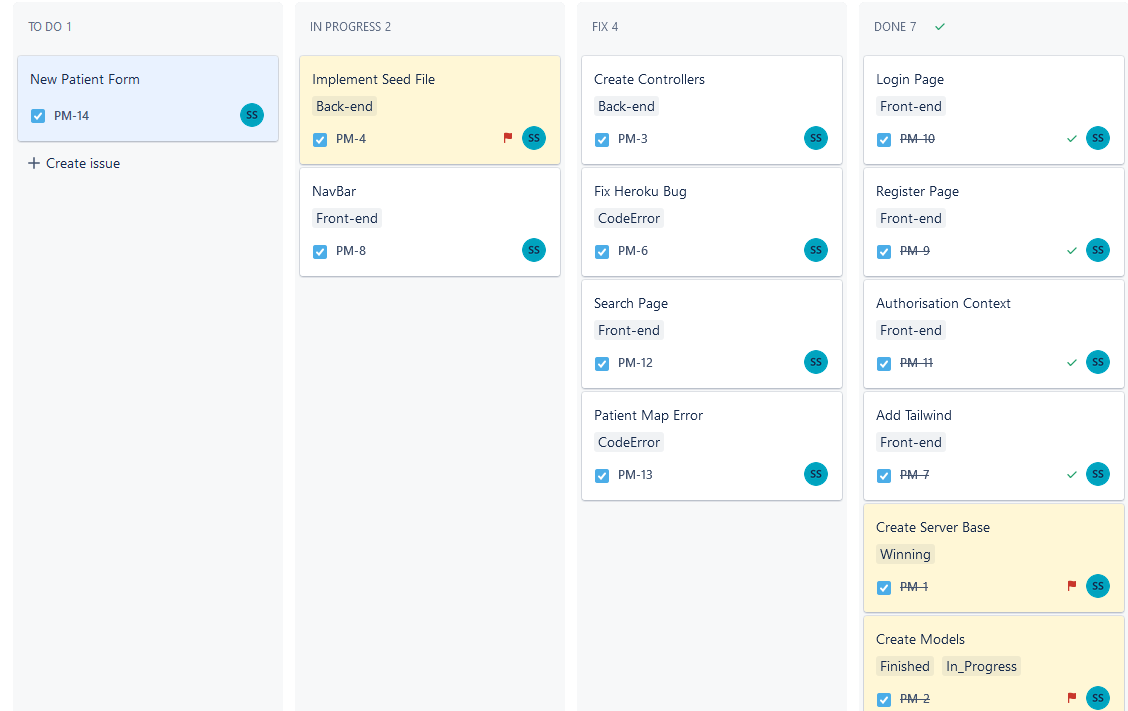 TO DO 1
New Patient Form
PM-14 SS
+ Create issue
IN PROGRESS 2
Implement Seed File
Back-end
PM-4 SS
NavBar
Front-end
PM-8 SS
FIX 4
Create Controllers
Back-end
PM-3 SS
Fix Heroku Bug
CodeError
PM-6 SS
Search Page
Front-end
PM-12 SS
Patient Map Error
CodeError
PM-13 SS
DONE 7
Login Page
Front-end
PM-10 SS
Register Page
Front-end
PM-9 SS
Authorisation Context
Front-end
PM-11 SS
Add Tailwind
Front-end
PM-7 SS
Create Server Base
Winning
PM-1 SS
Create Models
Finished In_Progress
PM-2 SS